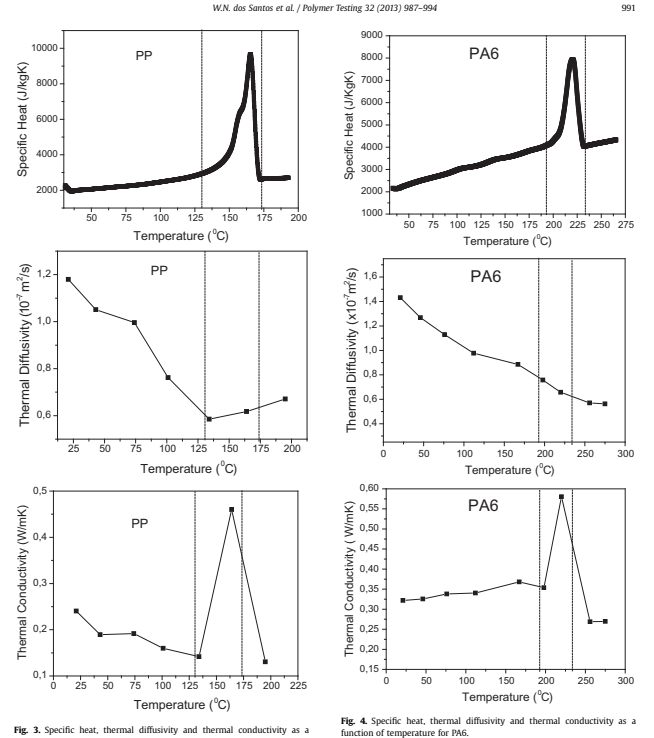 W.N. dos Santos et al. / Polymer Testing 32 (2013) 987–994
991
PP
Specific Heat (J/kgK)
10000
8000
6000
4000
2000
50 75 100 125 150 175 200
Temperature (⁰C)
PP
Thermal Diffusivity (10⁻⁷ m²/s)
1,2
1,0
0,8
0,6
25 50 75 100 125 150 175 200
Temperature (⁰C)
PP
Thermal Conductivity (W/mK)
0,5
0,4
0,3
0,2
0,1
0 25 50 75 100 125 150 175 200 225
Temperature (⁰C)
Fig. 3. Specific heat, thermal diffusivity and thermal conductivity as a
PA6
Specific Heat (J/KgK)
9000
8000
7000
6000
5000
4000
3000
2000
1000
50 75 100 125 150 175 200 225 250 275
Temperature (⁰C)
PA6
Thermal Diffusivity (x10⁻⁷ m²/s)
1,6
1,4
1,2
1,0
0,8
0,6
0,4
0 50 100 150 200 250 300
Temperature (⁰C)
PA6
Thermal Conductivity ( W/mK)
0,60
0,55
0,50
0,45
0,40
0,35
0,30
0,25
0,20
0,15
0 50 100 150 200 250 300
Temperature (⁰C)
Fig. 4. Specific heat, thermal diffusivity and thermal conductivity as a
function of temperature for PA6.